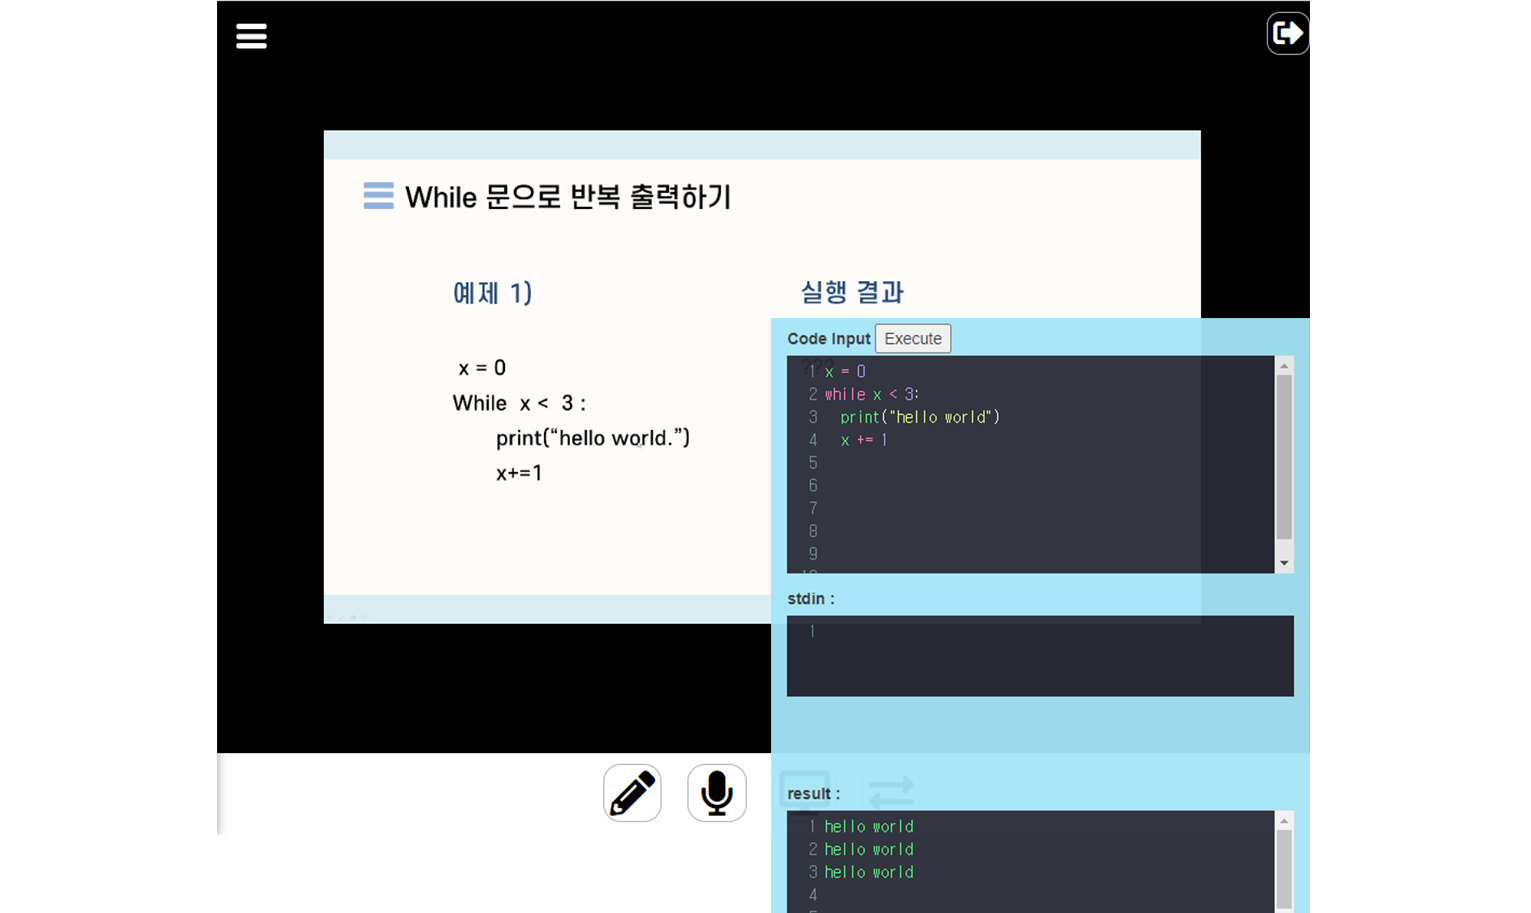 While 문으로 반복 출력하기
예제 1)
x = 0
While x < 3 :
print(“hello world.”)
x+=1
실행 결과
???
Code Input Execute
1 x = 0
2 while x < 3:
3 print("hello world")
4 x += 1
5
6
7
8
9
10
stdin :
1
result :
1 hello world
2 hello world
3 hello world
4